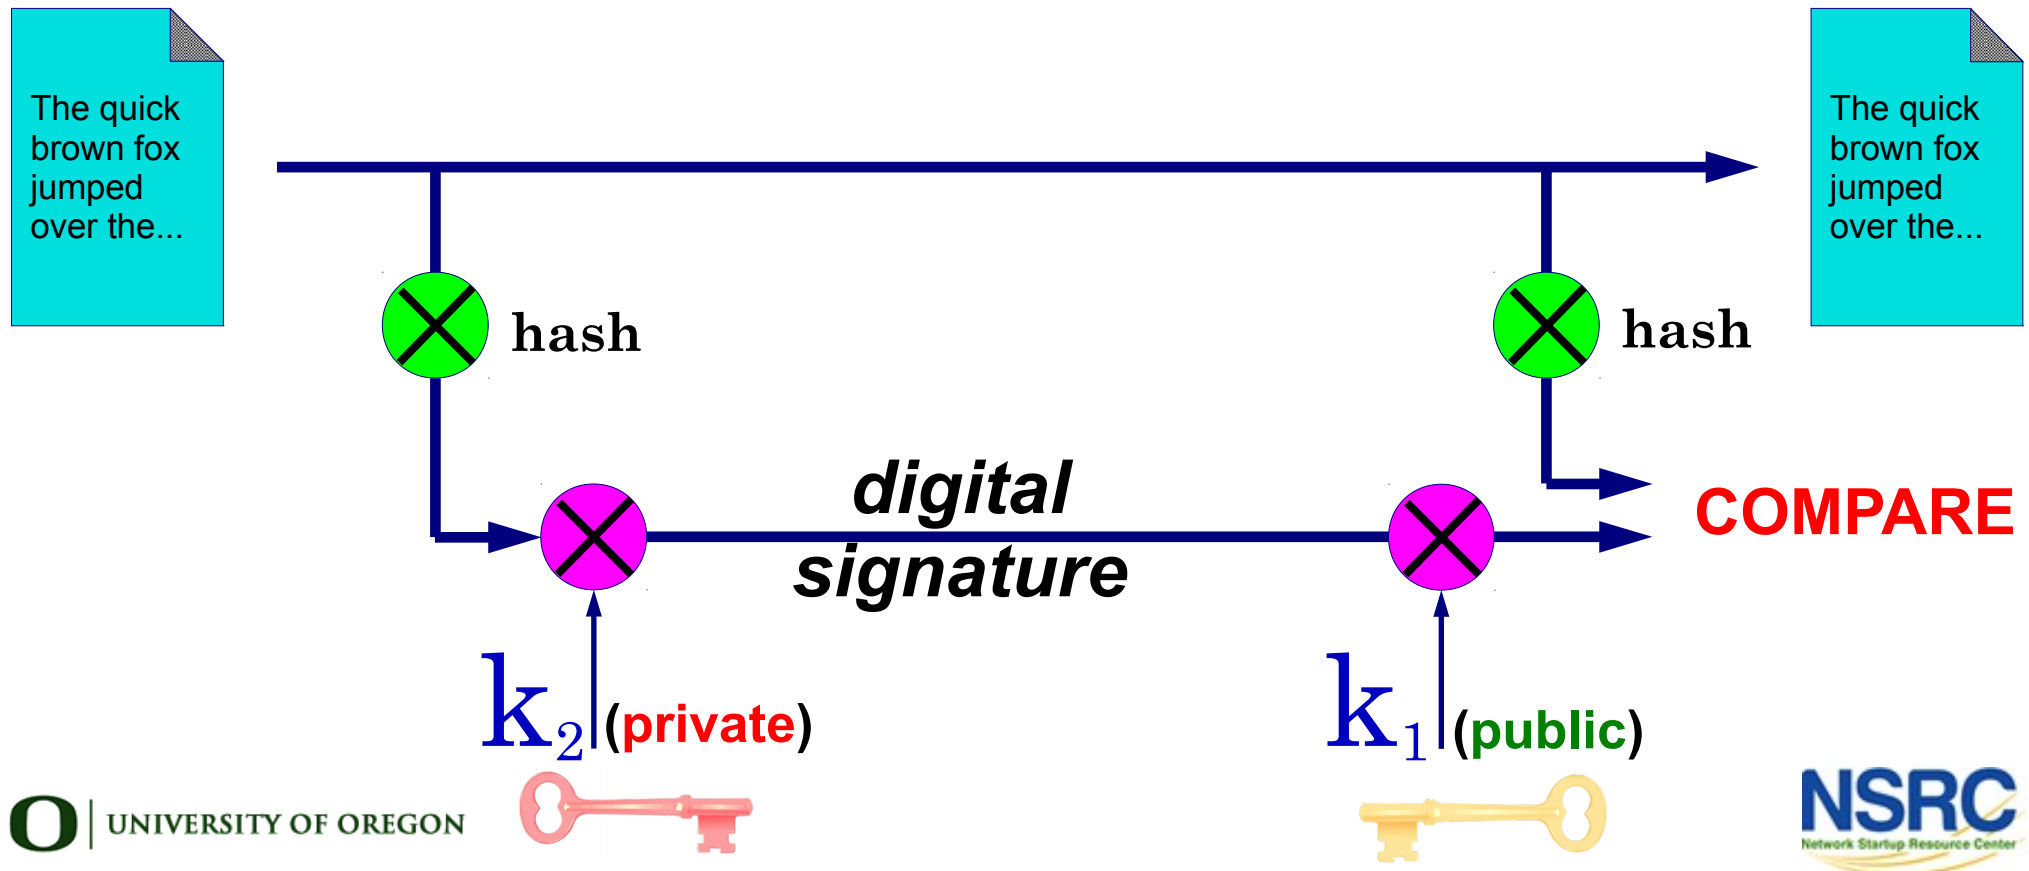 The quick
brown fox
jumped
over the...
The quick
brown fox
jumped
over the...
hash
hash
digital
signature
COMPARE
k2 (private)
k1 (public)
O UNIVERSITY OF OREGON
NSRC
Network Startup Resource Center